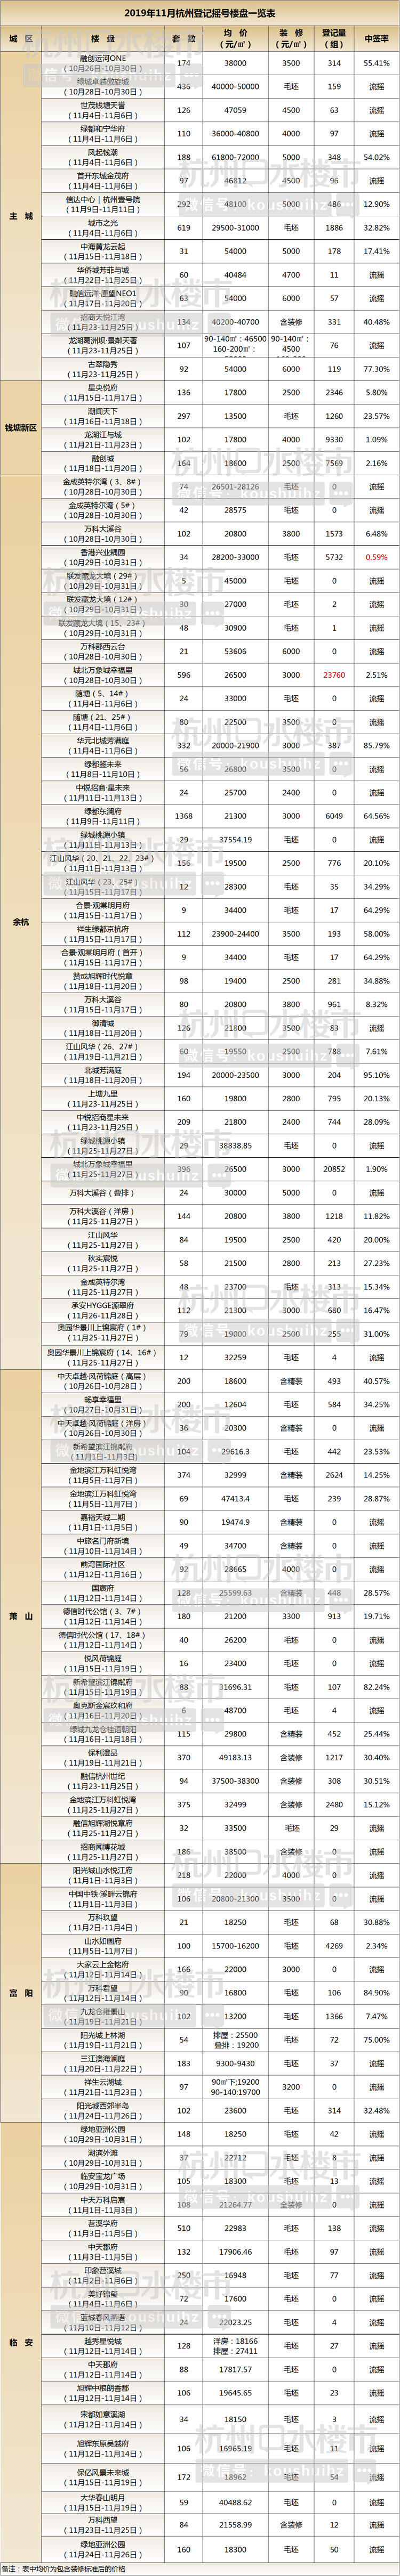 2019年11月杭州登记摇号楼盘一览表
城 区 楼 盘 套 数 均 价（元/㎡） 装 修（元/㎡） 登记量（组） 中签率
主 城
融创运河ONE（10月26日-10月30日） 174 38000 3500 314 55.41%
绿城卓越傲旋城（10月28日-10月30日） 436 40000-50000 毛坯 159 流摇
世茂钱塘天誉（11月4日-11月6日） 126 47059 4500 63 流摇
绿都和宁华府（11月4日-11月6日） 110 36000-40800 4000 97 流摇
凤起钱潮（11月4日-11月6日） 188 61800-72000 5000 348 54.02%
首开东城金茂府（11月4日-11月6日） 97 46812 4500 96 流摇
信达中心｜杭州壹号院（11月9日-11月11日） 292 48100 5000 486 12.90%
城市之光（11月4日-11月6日） 619 29500-31000 毛坯 1886 32.82%
中海黄龙云起（11月15日-11月18日） 31 54000 5000 178 17.41%
华侨城芳菲与城（11月22日-11月25日） 60 40484 4700 11 流摇
融信远洋·愿望NEO1（11月17日-11月20日） 63 54000 6000 57 流摇
招商天悦江湾（11月23日-11月25日） 134 40200-40700 含装修 331 40.48%
龙湖葛洲坝·景粼天著（11月23日-11月25日） 107 90-140㎡：46500 160-200㎡： 90-140㎡：4500 76 流摇
古翠隐秀（11月23日-11月25日） 92 54000 6000 119 77.30%
钱塘新区
星央悦府（11月15日-11月17日） 136 17800 2500 2346 5.80%
潮闻天下（11月16日-11月18日） 297 13500 毛坯 1260 23.57%
龙湖江与城（11月21日-11月23日） 102 17800 4000 9330 1.09%
融创城（11月18日-11月20日） 164 18600 2500 7569 2.16%
余杭
金成英特尔湾（3、8#）（10月28日-10月30日） 74 26501-28126 毛坯 0 流摇
金成英特尔湾（5#）（10月28日-10月30日） 42 28575 毛坯 0 流摇
万科大溪谷（10月28日-10月30日） 102 20800 3800 1573 6.48%
香港兴业耦园（10月29日-10月31日） 34 28200-33000 毛坯 5732 0.59%
联发藏龙大境（29#）（10月29日-10月31日） 5 45000 毛坯 0 流摇
联发藏龙大境（12#）（10月29日-10月31日） 30 27000 毛坯 2 流摇
联发藏龙大境（15、23#）（10月29日-10月31日） 48 30900 毛坯 1 流摇
万科郡西云台（10月28日-10月30日） 21 53606 6000 0 流摇
城北万象城幸福里（10月28日-10月30日） 596 26500 3000 23760 2.51%
随塘（5、14#）（11月4日-11月6日） 24 33000 毛坯 0 流摇
随塘（21、25#）（11月4日-11月6日） 80 22500 3500 0 流摇
华元北城芳满庭（11月4日-11月6日） 332 20000-21900 3000 387 85.79%
绿都鉴未来（11月8日-11月10日） 56 26800 3500 0 流摇
中锐招商·星未来（11月11日-11月13日） 24 25700 2400 0 流摇
绿都东澜府（11月9日-11月11日） 1368 21300 3000 6049 64.56%
绿城桃源小镇（11月11日-11月13日） 29 37554.19 毛坯 0 流摇
江山风华（20、21、22、23#）（11月11日-11月13日） 156 19500 2500 776 20.10%
江山风华（23、25#）（11月15日-11月17日） 12 28300 毛坯 35 34.29%
合景·观棠明月府（11月15日-11月17日） 9 34400 毛坯 17 64.29%
祥生绿都京杭府（11月15日-11月17日） 112 23900-24400 3500 193 58.00%
合景·观棠明月府（首开）（11月15日-11月17日） 9 34400 毛坯 17 64.29%
赞成旭辉时代悦章（11月18日-11月20日） 98 19400 2500 281 34.88%
万科大溪谷（11月15日-11月17日） 80 20800 3800 961 8.32%
御清城（11月18日-11月20日） 126 21800 3500 83 流摇
江山风华（26、27#）（11月19日-11月21日） 60 19550 2500 788 7.61%
北城芳满庭（11月18日-11月20日） 194 20000-23500 3000 204 95.10%
上塘九里（11月23日-11月25日） 160 19800 2800 795 20.13%
中锐招商星未来（11月23日-11月25日） 209 21800 2400 744 28.09%
绿城桃源小镇（11月25日-11月27日） 29 38838.85 毛坯 0 流摇
城北万象城幸福里（11月25日-11月27日） 396 26500 3000 20852 1.90%
万科大溪谷（叠排） 24 30000 5000 0 流摇
万科大溪谷（洋房）（11月25-11月27日） 144 20800 3800 1218 11.82%
江山风华（11月25-11月27日） 84 19500 2500 420 20.00%
秋实宸悦（11月25-11月27日） 58 21500 2800 213 27.23%
金成英特尔湾（11月25-11月27日） 48 23700 毛坯 313 15.34%
承安HYGGE源翠府（11月26-11月28日） 112 21300 3000 680 16.47%
奥园华景川上锦宸府（1#）（11月25-11月27日） 79 19000 2500 255 31.00%
奥园华景川上锦宸府（14、16#）（11月25-11月27日） 12 32259 毛坯 4 流摇
萧 山
中天卓越·风荷锦庭（高层）（10月26日-10月28日） 200 18600 含精装 493 40.57%
畅享幸福里（10月27日-10月31日） 200 12604 毛坯 584 34.25%
中天卓越·风荷锦庭（洋房）（10月26日-10月30日） 36 20300 含精装 0 流摇
新希望滨江锦麟府（11月1日-11月3日） 104 29616.3 毛坯 442 23.53%
金地滨江万科虹悦湾（11月5日-11月7日） 374 32999 含精装 2624 14.25%
金地滨江万科虹悦湾（11月5日-11月7日） 69 47413.4 毛坯 239 28.87%
嘉裕天城二期（11月1日-11月5日） 90 19474.9 含精装 0 流摇
中旅名门府新境（11月10日-11月14日） 49 34700 含精装 0 流摇
前湾国际社区（11月12日-11月16日） 92 28665 4000 0 流摇
国宸府（11月12日-11月14日） 128 25599.63 含精装 448 28.57%
德信时代公馆（3、7#）（11月12日-11月14日） 180 21200 3300 913 19.71%
德信时代公馆（17、18#）（11月12日-11月14日） 40 26200 毛坯 0 流摇
悦风荷锦庭（11月15日-11月19日） 16 23400 毛坯 0 流摇
新希望滨江锦麟府（11月15日-11月19日） 88 31696.31 毛坯 107 82.24%
奥克斯金宸玖和府（11月16日-11月20日） 6 48700 毛坯 4 流摇
绿城九龙仓桂语朝阳（11月16日-11月18日） 115 29800 含精装 452 25.44%
保利澄品（11月19日-11月21日） 370 49183.13 含装修 1217 30.40%
融信杭州世纪（11月23日-11月25日） 94 37500-38300 含装修 308 30.51%
金地滨江万科虹悦湾（11月25日-11月27日） 375 32499 含装修 2480 15.12%
融信旭辉湖悦章府（11月25日-11月27日） 32 33500 毛坯 29 流摇
招商闻博花城（11月25日-11月27日） 186 38500 含装修 0 流摇
富 阳
阳光城山水悦江府（11月1日-11月3日） 218 22000 4000 0 流摇
中国中铁·溪畔云锦府（11月1日-11月3日） 106 20800-21300 3500 0 流摇
万科玖望（11月2日-11月4日） 21 18250 毛坯 68 30.88%
山水如画府（11月5日-11月7日） 100 15700-16200 毛坯 4269 2.34%
大家云上金铭府（11月12日-11月14日） 166 22000 3000 0 流摇
万科君望（11月12日-11月14日） 90 16800 毛坯 106 84.90%
九龙仓雍景山（11月19日-11月21日） 102 13200 毛坯 1366 7.47%
阳光城上林湖（11月19日-11月21日） 54 排屋：25500 叠排：19200 毛坯 72 75.00%
三江澳海澜庭（11月20日-11月22日） 183 9300-9430 毛坯 37 流摇
祥生云湖城（11月21日-11月23日） 97 90㎡下:19200 90-140:19700 3200 0 流摇
阳光城西郊半岛（11月24日-11月26日） 102 23600 毛坯 314 32.48%
临 安
绿地亚洲公园（10月29日-10月31日） 148 18250 毛坯 42 流摇
湖滨外滩（10月29日-10月31日） 37 22712 毛坯 8 流摇
临安宝龙广场（10月29日-10月31日） 105 18300 毛坯 13 流摇
中天万科启宸（11月1日-11月3日） 108 21264.77 全装修 0 流摇
苕溪学府（11月3日-11月5日） 510 22983 毛坯 138 流摇
中天郡府（11月3日-11月5日） 132 17906.46 毛坯 97 流摇
印象苕溪城（11月2日-11月6日） 250 16948 毛坯 77 流摇
美好锦玺（11月4日-11月6日） 72 17600 毛坯 0 流摇
蓝城春风燕语（11月10日-11月12日） 24 22023.25 毛坯 4 流摇
越秀星悦城（11月12日-11月14日） 128 洋房：18166 排屋：27411 毛坯 27 流摇
中天郡府（11月12日-11月14日） 88 17817.57 毛坯 0 流摇
旭辉中粮朗香郡（11月12日-11月14日） 106 19645.65 毛坯 23 流摇
宋都如意溪湖（11月12日-11月14日） 34 18150 毛坯 3 流摇
旭辉东原吴越府（11月12日-11月14日） 106 16965.19 毛坯 11 流摇
保亿风景未来城（11月15日-11月19日） 172 18962 毛坯 54 流摇
大华春山明月（11月15日-11月19日） 59 40488.62 毛坯 0 流摇
万科西望（11月23日-11月25日） 84 21558.99 含装修 12 流摇
绿地亚洲公园（11月24日-11月26日） 160 18300 毛坯 50 流摇
备注：表中均价为包含装修标准后的价格